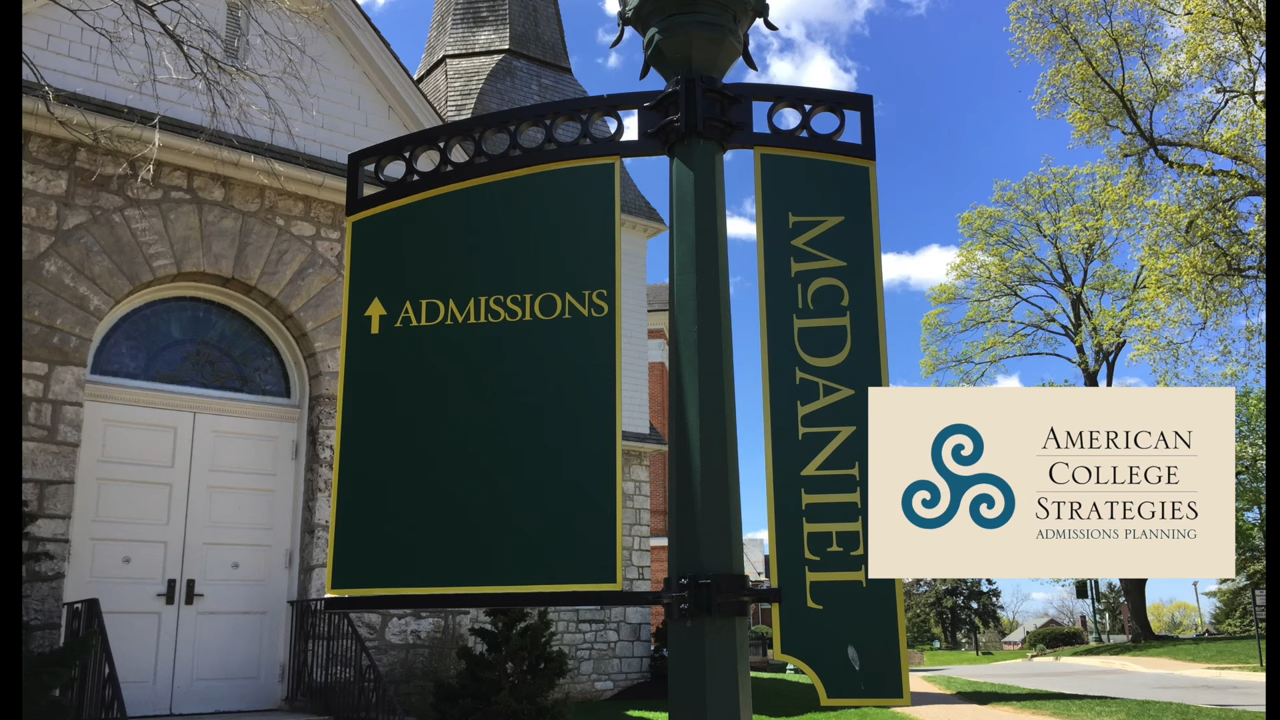 ↑ ADMISSIONS
McDANIEL
AMERICAN
COLLEGE
STRATEGIES
ADMISSIONS PLANNING